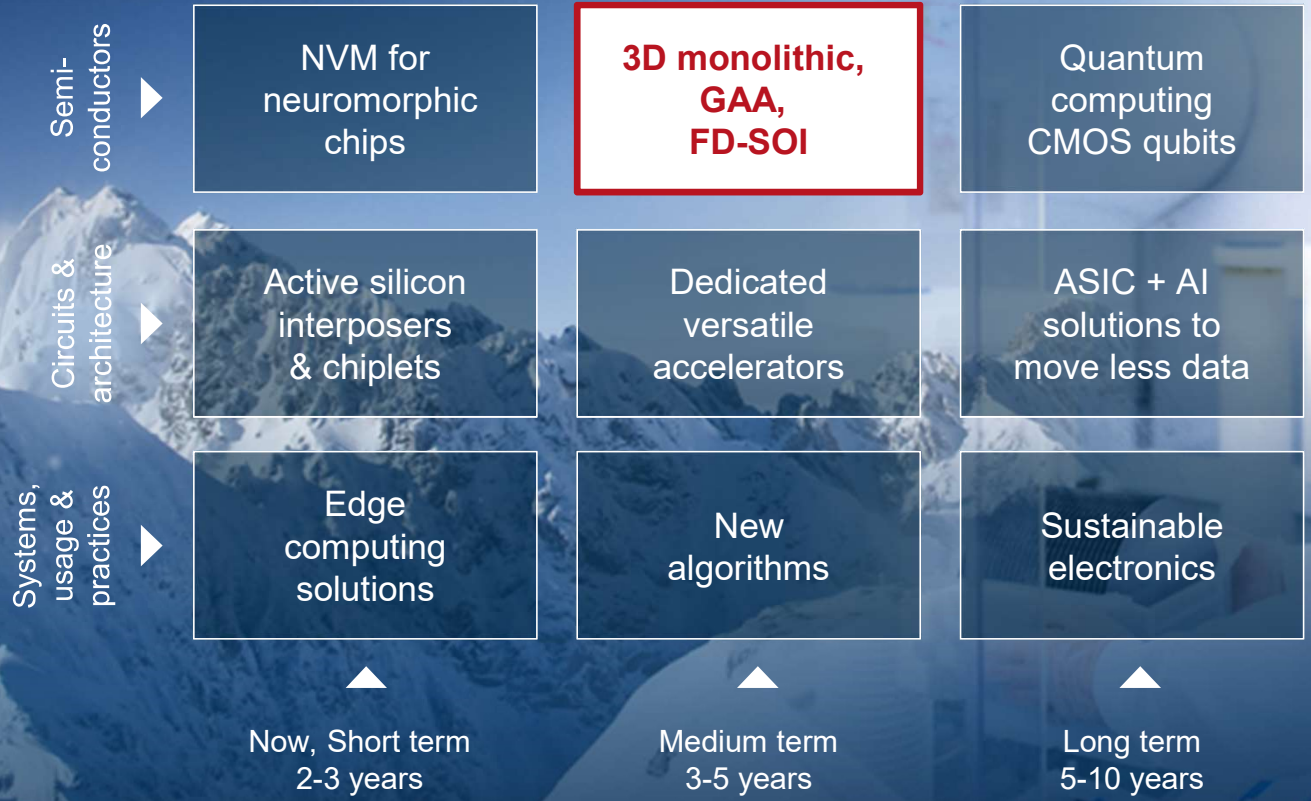 Semi-
conductors
NVM for
neuromorphic
chips
3D monolithic,
GAA,
FD-SOI
Quantum
computing
CMOS qubits
Circuits &
architecture
Active silicon
interposers
& chiplets
Dedicated
versatile
accelerators
ASIC + AI
solutions to
move less data
Systems,
usage &
practices
Edge
computing
solutions
New
algorithms
Sustainable
electronics
Now, Short term
2-3 years
Medium term
3-5 years
Long term
5-10 years